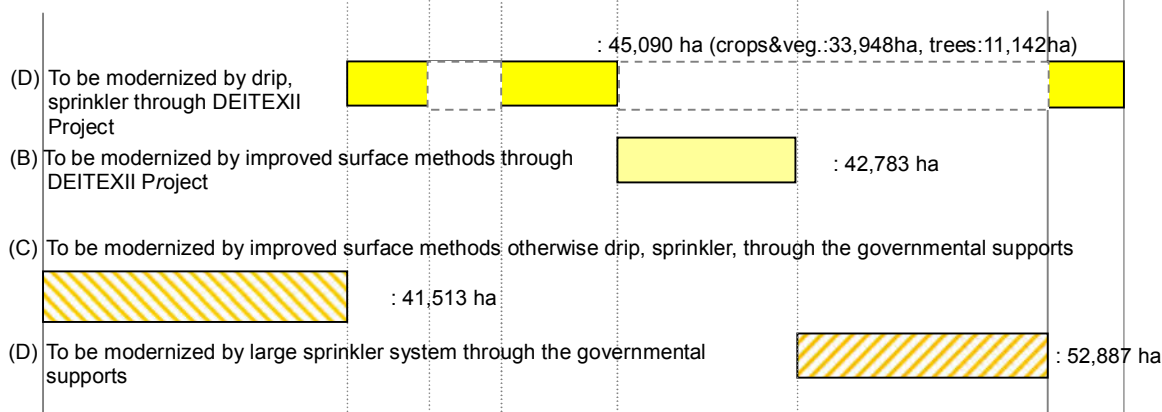 : 45,090 ha (crops&veg.:33,948ha, trees:11,142ha)
(D) To be modernized by drip,
sprinkler through DEITEXII
Project
(B) To be modernized by improved surface methods through
DEITEXII Project
: 42,783 ha
(C) To be modernized by improved surface methods otherwise drip, sprinkler, through the governmental supports
: 41,513 ha
(D) To be modernized by large sprinkler system through the governmental
supports
: 52,887 ha